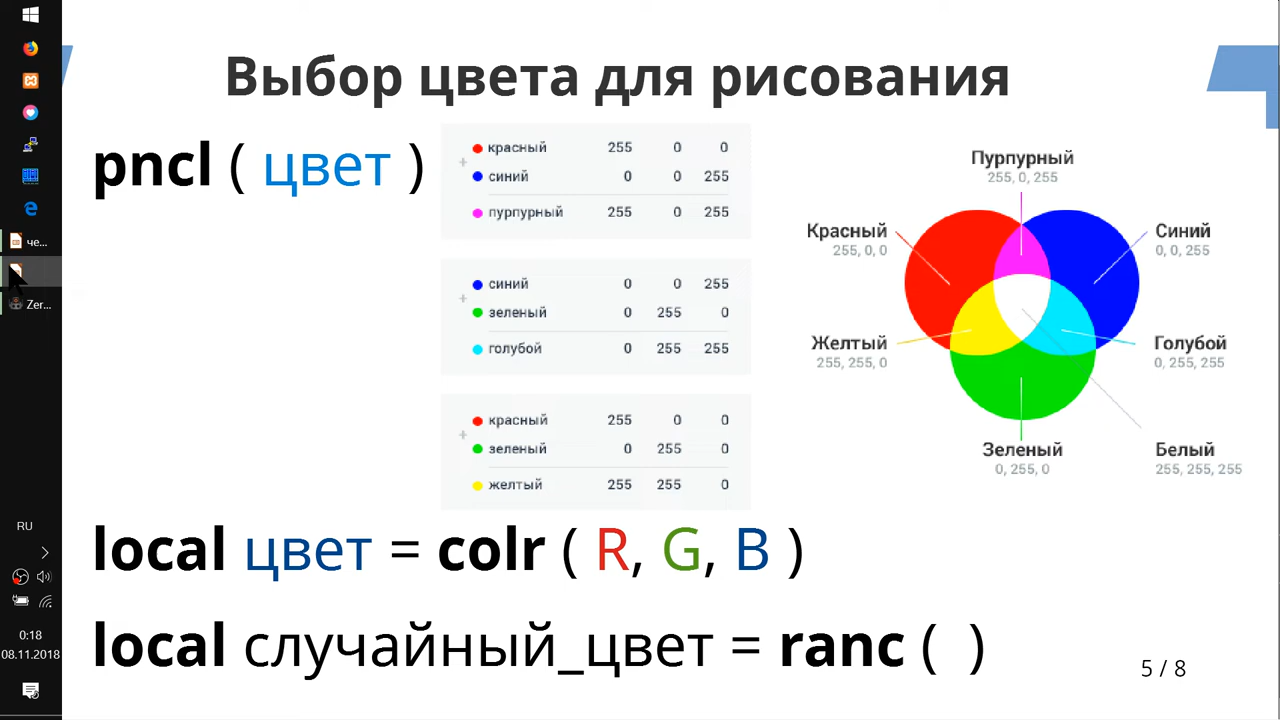 Выбор цвета для рисования
pncl ( цвет )
+ красный 255 0 0
синий 0 0 255
пурпурный 255 0 255
+ синий 0 0 255
зеленый 0 255 0
голубой 0 255 255
+ красный 255 0 0
зеленый 0 255 0
желтый 255 255 0
Пурпурный
255, 0, 255
Красный
255, 0, 0
Синий
0, 0, 255
Желтый
255, 255, 0
Голубой
0, 255, 255
Зеленый
0, 255, 0
Белый
255, 255, 255
local цвет = colr ( R, G, B )
local случайный_цвет = ranc ( )
5 / 8
че...
Zer...
RU
0:18
08.11.2018